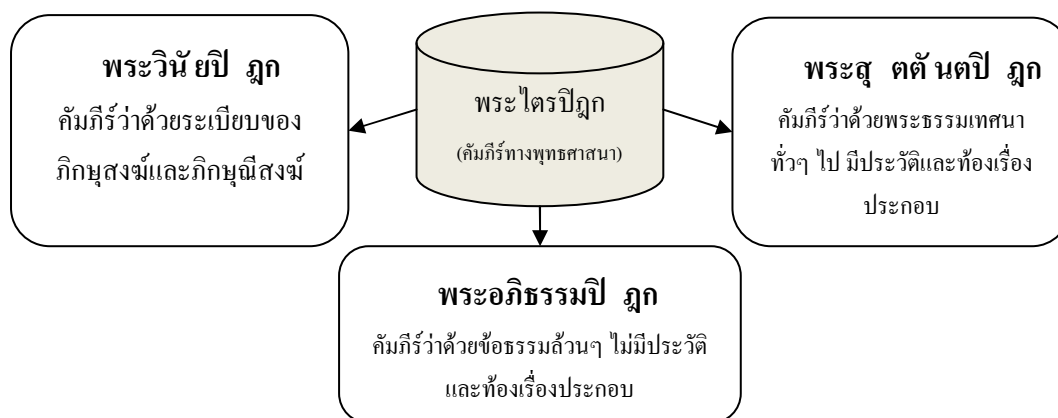 พระวินัยปิ ฎก
คัมภีร์ว่าด้วยระเบียบของ
ภิกษุสงฆ์และภิกษุณีสงฆ์
พระไตรปิฎก
(คัมภีร์ทางพุทธศาสนา)
พระสุ ตตันตปิ ฎก
คัมภีร์ว่าด้วยพระธรรมเทศนา
ทั่วๆ ไป มีประวัติและท้องเรื่อง
ประกอบ
พระอภิธรรมปิ ฎก
คัมภีร์ว่าด้วยข้อธรรมล้วนๆ ไม่มีประวัติ
และท้องเรื่องประกอบ